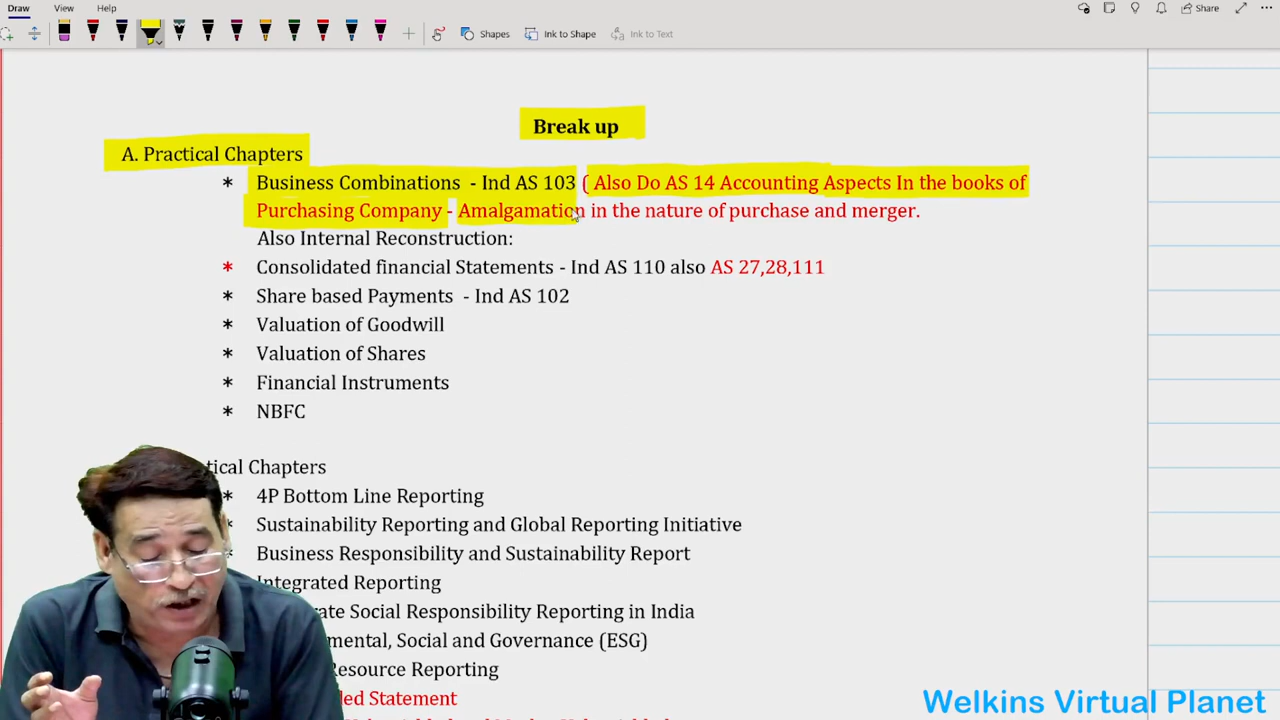 Draw View Help
Share
Shapes Ink to Shape Ink to Text
Break up
A. Practical Chapters
* Business Combinations - Ind AS 103 ( Also Do AS 14 Accounting Aspects In the books of
Purchasing Company - Amalgamation in the nature of purchase and merger.
Also Internal Reconstruction:
* Consolidated financial Statements - Ind AS 110 also AS 27,28,111
* Share based Payments - Ind AS 102
* Valuation of Goodwill
* Valuation of Shares
* Financial Instruments
* NBFC
tical Chapters
* 4P Bottom Line Reporting
* Sustainability Reporting and Global Reporting Initiative
* Business Responsibility and Sustainability Report
Integrated Reporting
rate Social Responsibility Reporting in India
mental, Social and Governance (ESG)
Resource Reporting
ded Statement
Welkins Virtual Planet